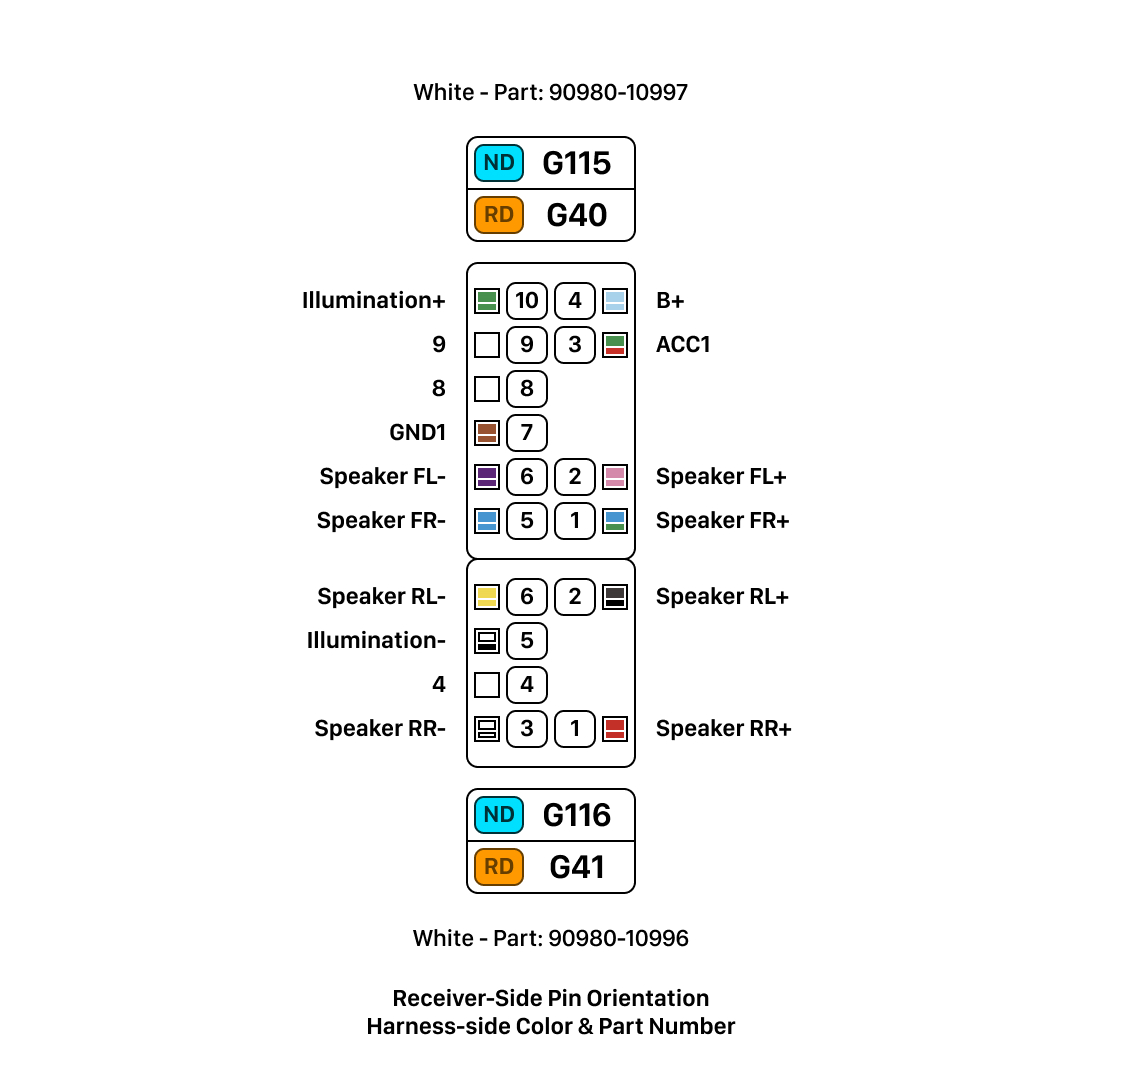 White - Part: 90980-10997
ND G115
RD G40
Illumination+ 10 4 B+
9 9 3 ACC1
8 8
GND1 7
Speaker FL- 6 2 Speaker FL+
Speaker FR- 5 1 Speaker FR+
Speaker RL- 6 2 Speaker RL+
Illumination- 5
4 4
Speaker RR- 3 1 Speaker RR+
ND G116
RD G41
White - Part: 90980-10996
Receiver-Side Pin Orientation
Harness-side Color & Part Number